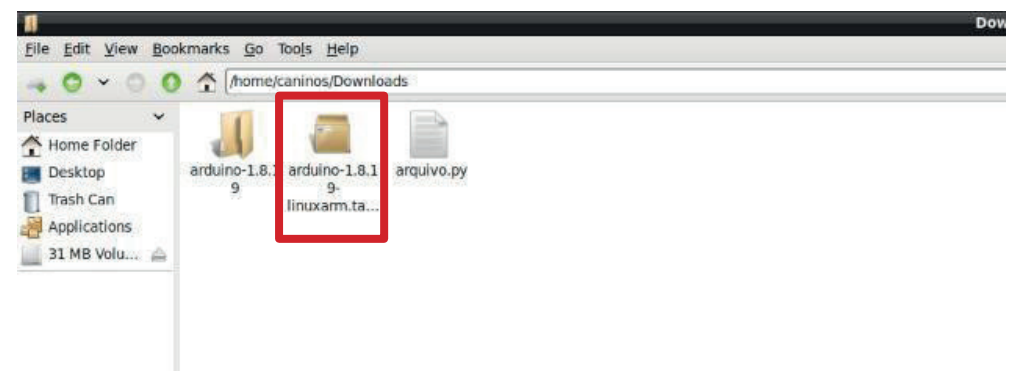 Dow
File Edit View Bookmarks Go Tools Help
/home/caninos/Downloads
Places
Home Folder
Desktop
Trash Can
Applications
31 MB Volu...
arduino-1.8.1
9
arduino-1.8.1
9-
linuxarm.ta...
arquivo.py